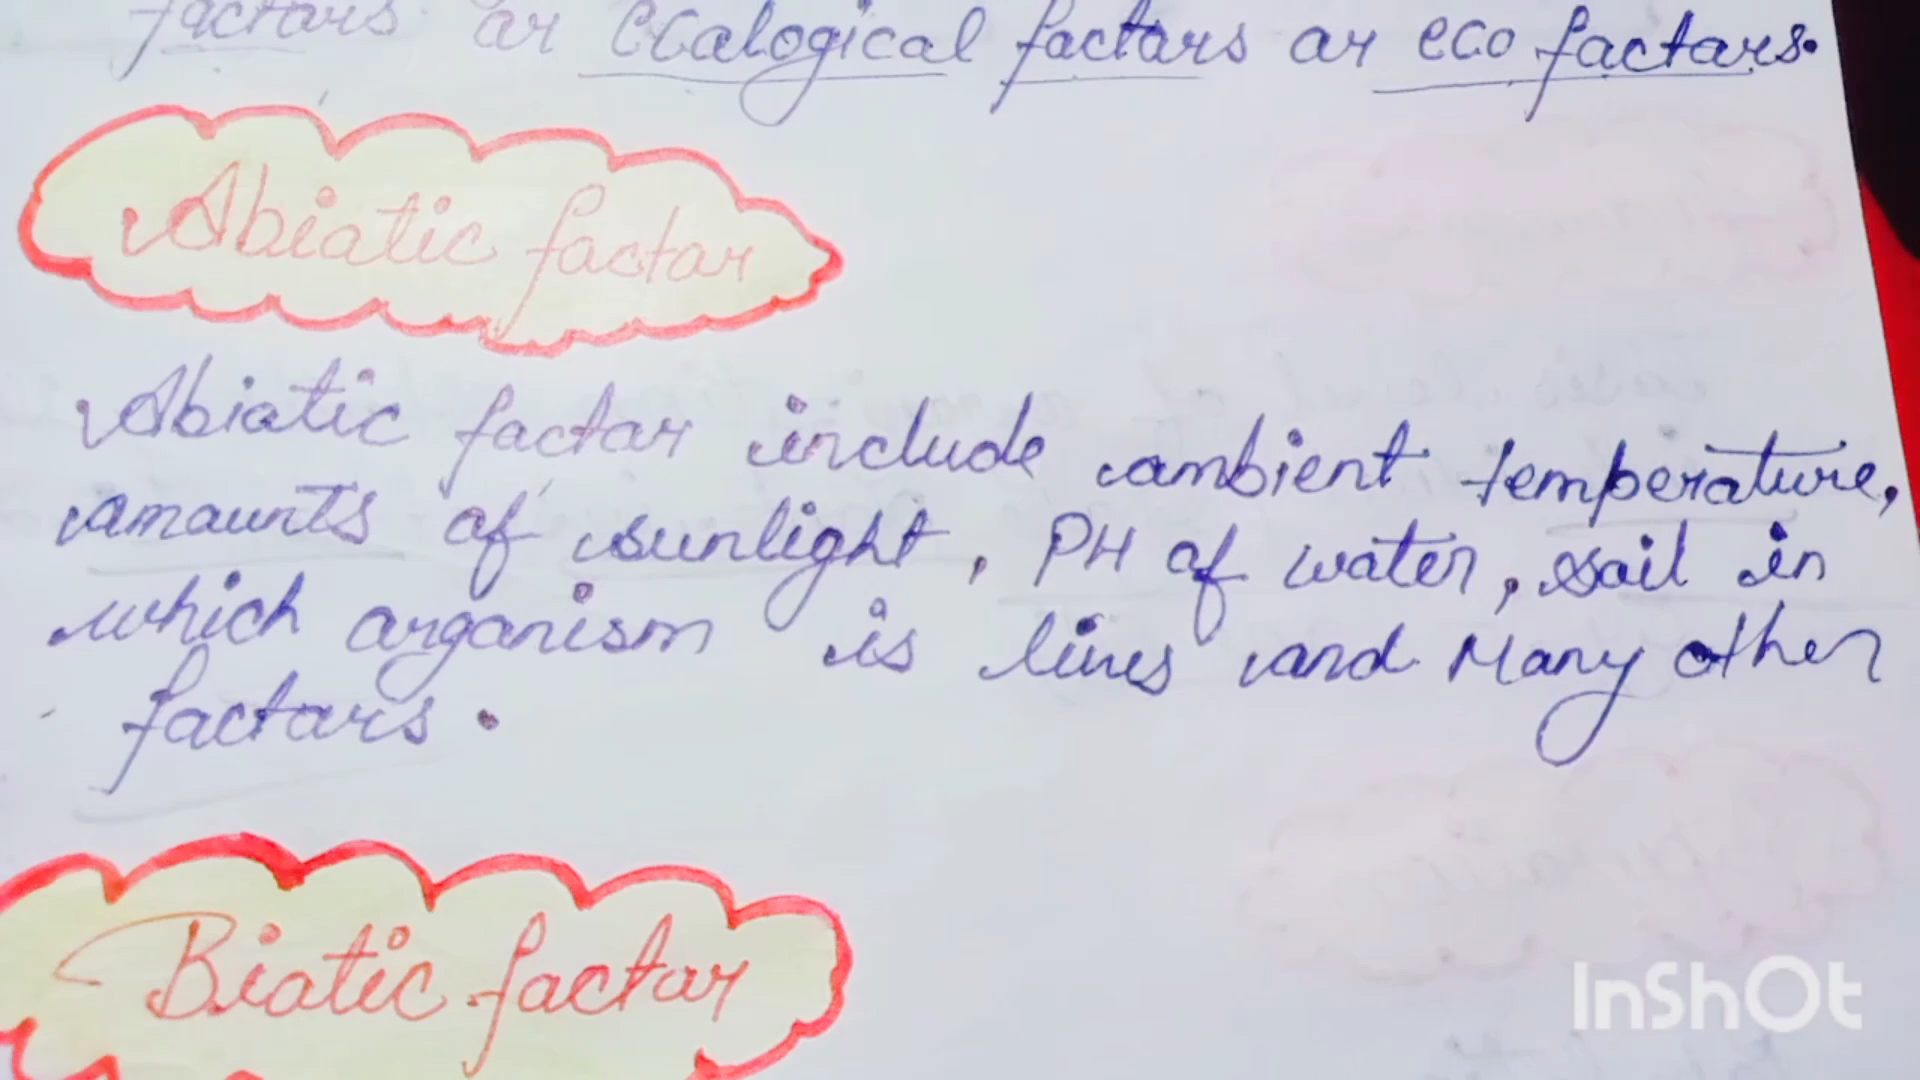 factors or ecological factors or eco factors.
Abiotic factor
Abiotic factor include ambient temperature,
amounts of sunlight, PH of water, soil in
which organism is lives and Many other
factors.
Biotic factor
InShOt